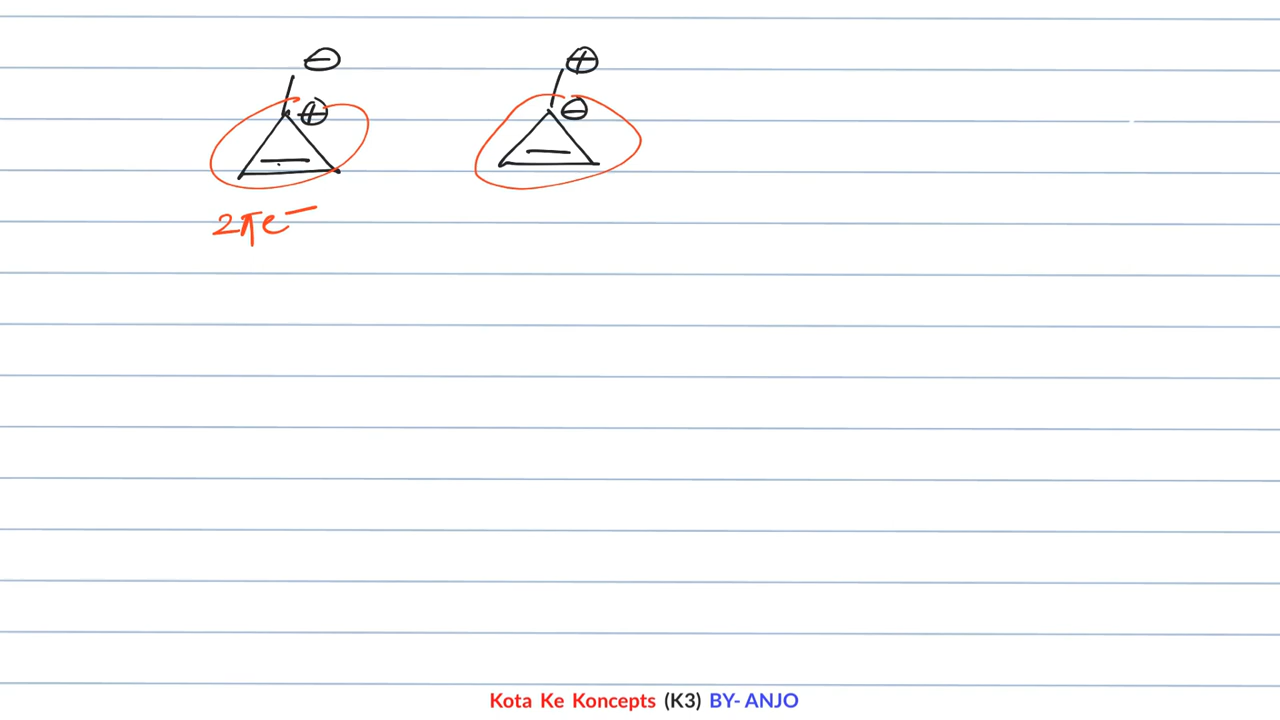 ⊖ ⊕
⊕ ⊖
2πe⁻
Kota Ke Koncepts (K3) BY- ANJO